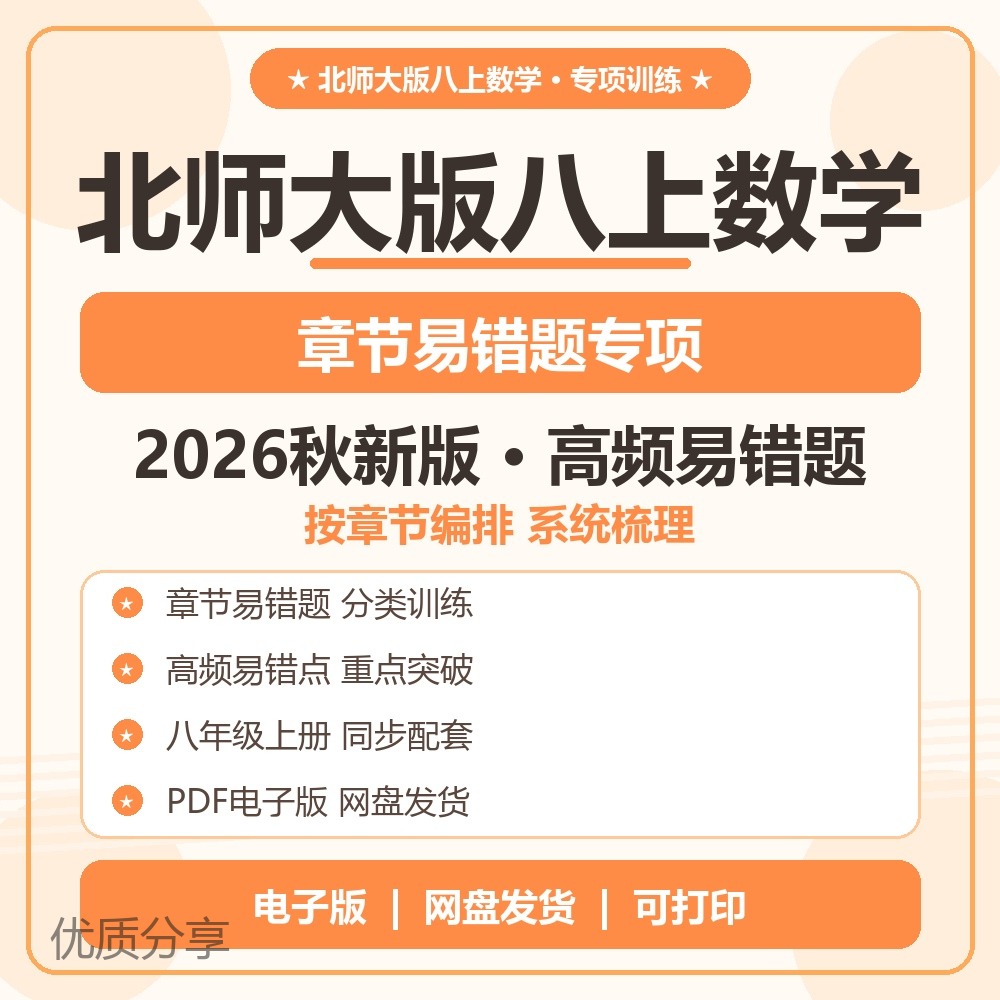 ★ 北师大版八上数学·专项训练 ★
北师大版八上数学
章节易错题专项
2026秋新版·高频易错题
按章节编排 系统梳理
★ 章节易错题 分类训练
★ 高频易错点 重点突破
★ 八年级上册 同步配套
★ PDF电子版 网盘发货
电子版 | 网盘发货 | 可打印
优质分享